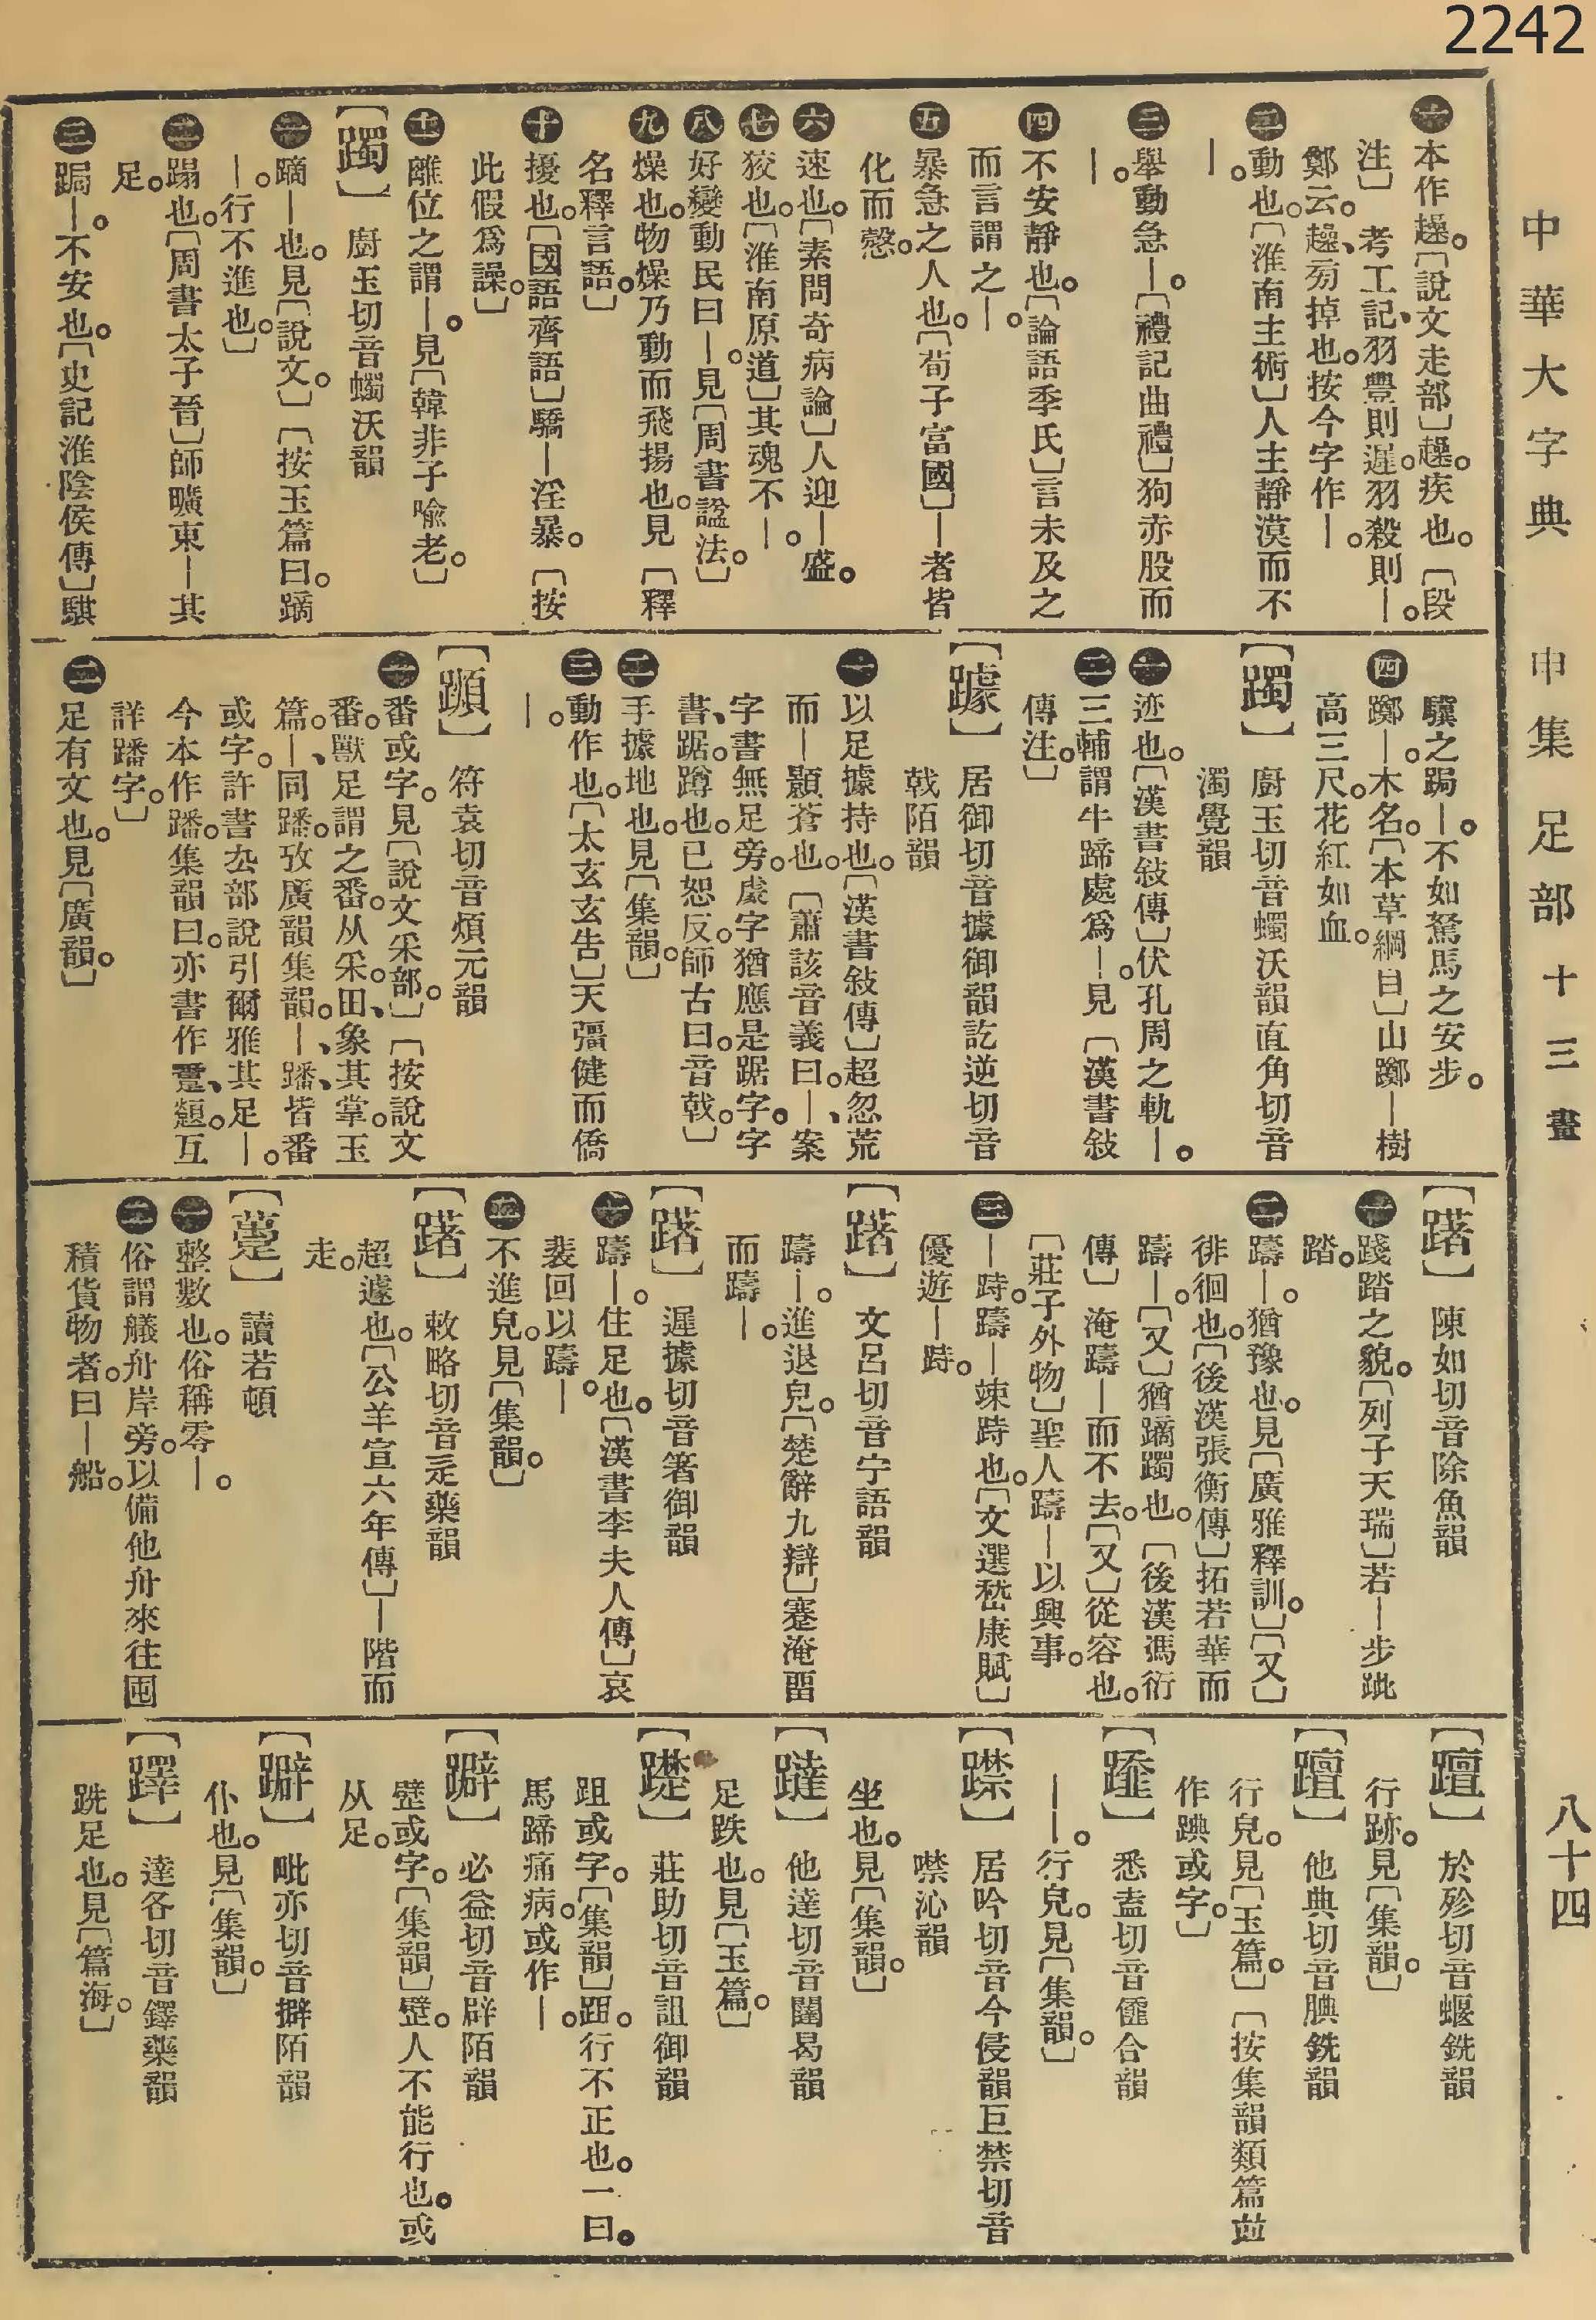 2242
中華大字典 申集 足部 十三畫
八十四
㊀本作趮。〔說文走部〕趮。疾也。〔段
注〕考工記、羽豐則遲。羽殺則—。
鄭云。趮、旁掉也。按今字作—。
㊁動也。〔淮南主術〕人主靜漠而不
—。
㊂舉動急—。〔禮記曲禮〕狗赤股而
—。
㊃不安靜也。〔論語季氏〕言未及之
而言謂之—。
㊄暴急之人也。〔荀子富國〕—者皆
化而愨。
㊅速也。〔素問奇病論〕人迎—盛。
㊆狡也。〔淮南原道〕其魂不—。
㊇好變動民曰—。見〔周書諡法。〕
㊈燥也。物燥乃動而飛揚也。見〔釋
名釋言語。〕
㊉擾也。〔國語齊語〕驕—淫暴。〔按
此假爲譟。〕
十一離位之謂—。見〔韓非子喻老。〕
【躅】廚玉切音蠋沃韻
㊀蹢—也。見〔說文。〕〔按玉篇曰。蹢
—。行不進也。〕
㊁蹋也。〔周書太子晉〕師曠東—其
足。
㊂跼—。不安也。〔史記淮陰侯傳〕騏
驥之跼—。不如駑馬之安步。
㊃躑—。木名。〔本草綱目〕山躑—樹
高三尺。花紅如血。
【躅】廚玉切音蠋沃韻直角切音
濁覺韻
㊀迹也。〔漢書敍傳〕伏孔周之軌—。
㊁三輔謂牛蹄處爲—。見〔漢書敍
傳注。〕
【躆】居御切音據御韻訖逆切音
戟陌韻
㊀以足據持也。〔漢書敍傳〕超忽荒
而—顥蒼也。〔蕭該音義曰。—、案
字書無足旁。豦字猶應是踞字。字
書、踞。蹲也。已恕反。師古曰。音戟。〕
㊁手據地也。見〔集韻。〕
㊂動作也。〔太玄玄告〕天彊健而僑
—。
【蹞】符袁切音煩元韻
㊀番或字。見〔說文釆部。〕〔按說文
番。獸足謂之番。从釆。田、象其掌。玉
篇。—、同蹯。攷廣韻集韻。—、蹯、皆番
或字。許書厹部說引爾雅其足—。
今本作蹯。集韻曰。亦書作、互
詳蹯字。〕
㊁足有文也。見〔廣韻。〕
【躇】陳如切音除魚韻
㊀踐踏之貌。〔列子天瑞〕若—步跐
踏。
㊁躊—。猶豫也。見〔廣雅釋訓。〕〔又〕
徘徊也。〔後漢張衡傳〕拓若華而
躊—。〔又〕猶蹢躅也。〔後漢馮衍
傳〕淹躊—而不去。〔又〕從容也。
〔莊子外物〕聖人躊—以興事。
㊂—跱。躊—竦跱也。〔文選嵇康賦〕
優遊—跱。
【躇】文呂切音宁語韻
躊—。進退皃。〔楚辭九辯〕蹇淹畱
而躊—。
【躇】遲據切音箸御韻
㊀躊—。住足也。〔漢書李夫人傳〕哀
裴回以躊—。
㊁不進皃。見〔集韻。〕
【躇】敕略切音辵藥韻
超遽也。〔公羊宣六年傳〕—階而
走。
【躉】讀若頓
㊀整數也。俗稱零—。
㊁俗謂艤舟岸旁。以備他舟來往囤
積貨物者。曰—船。
【躽】於殄切音蝘銑韻
行跡。見〔集韻。〕
【䠤】他典切音腆銑韻
行皃。見〔玉篇。〕〔按集韻類篇竝
作䠄或字。〕
悉盍切音合韻
——。行皃。見〔集韻。〕
居吟切音今侵韻巨禁切音
噤沁韻
坐也。見〔集韻。〕
【躂】他達切音闥曷韻
足跌也。見〔玉篇。〕
莊助切音詛御韻
跙或字。〔集韻〕跙。行不正也。一曰。
馬蹄痛病。或作—。
【躃】必益切音辟陌韻
躄或字。〔集韻〕躄。人不能行也。或
从足。
【躃】毗亦切音擗陌韻
仆也。見〔集韻。〕
達各切音鐸藥韻
跣足也。見〔篇海。〕